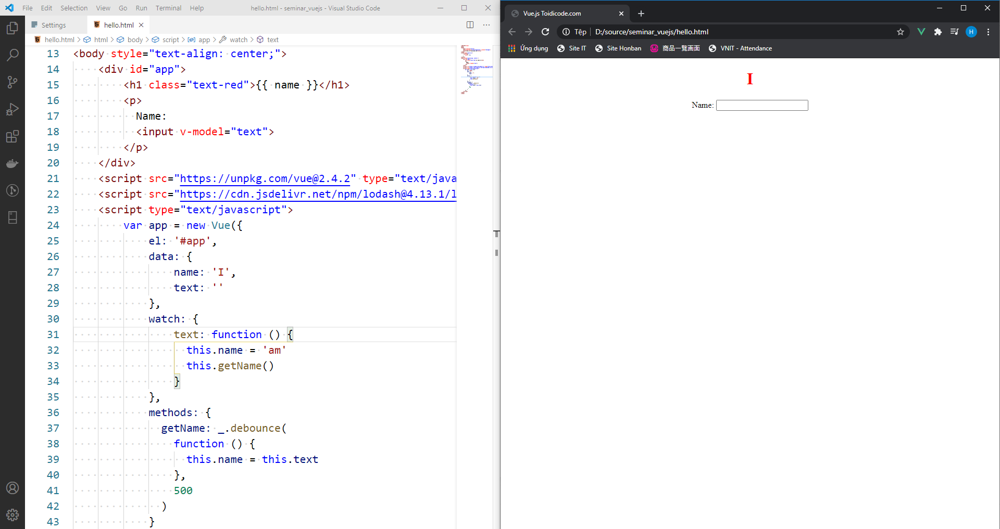 File Edit Selection View Go Run Terminal Help hello.html - seminar_vuejs - Visual Studio Code
Settings hello.html
hello.html > html > body > script > app > watch > text
13 <body style="text-align: center;">
14 <div id="app">
15 <h1 class="text-red">{{ name }}</h1>
16 <p>
17 Name:
18 <input v-model="text">
19 </p>
20 </div>
21 <script src="https://unpkg.com/vue@2.4.2" type="text/java
22 <script src="https://cdn.jsdelivr.net/npm/lodash@4.13.1/l
23 <script type="text/javascript">
24 var app = new Vue({
25 el: '#app',
26 data: {
27 name: 'I',
28 text: ''
29 },
30 watch: {
31 text: function () {
32 this.name = 'am'
33 this.getName()
34 }
35 },
36 methods: {
37 getName: _.debounce(
38 function () {
39 this.name = this.text
40 },
41 500
42 )
43 }
Vue.js Toidicode.com
Tệp D:/source/seminar_vuejs/hello.html
H
Ứng dụng Site IT Site Honban 商品一覧画面 VNIT - Attendance
I
Name: